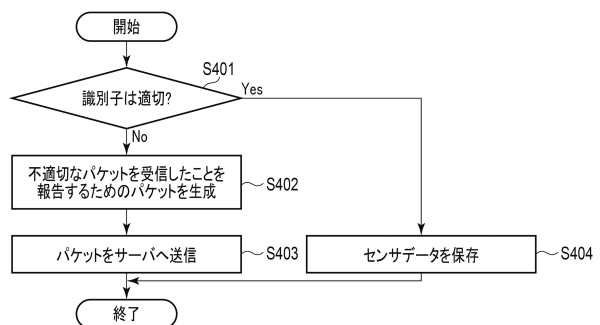 開始
S401
識別子は適切?
Yes
No
不適切なパケットを受信したことを
報告するためのパケットを生成
S402
パケットをサーバへ送信
S403
センサデータを保存
S404
終了